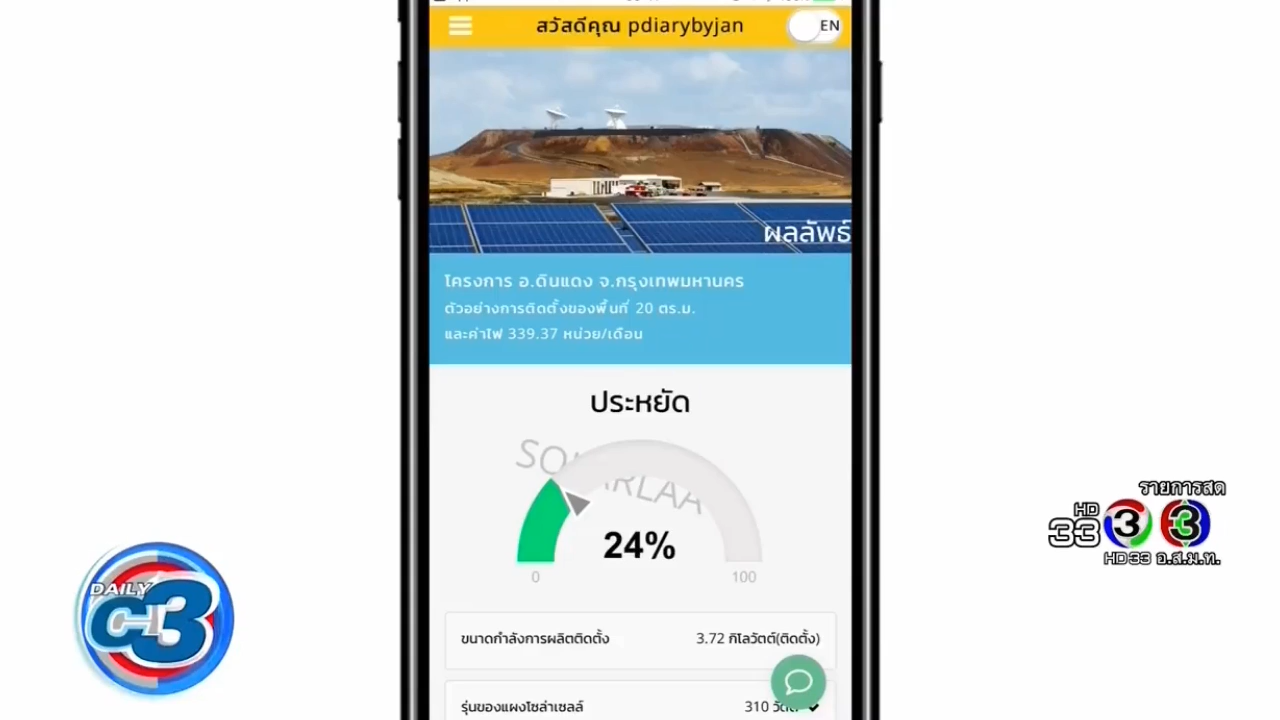 สวัสดีคุณ pdiarybyjan
EN
ผลลัพธ์
โครงการ อ.ดินแดง จ.กรุงเทพมหานคร
ตัวอย่างการติดตั้งของพื้นที่ 20 ตร.ม.
และค่าไฟ 339.37 หน่วย/เดือน
ประหยัด
24%
0
100
ขนาดกำลังการผลิตติดตั้ง
3.72 กิโลวัตต์(ติดตั้ง)
รุ่นของแผงโซล่าเซลล์
310
DAILY
C3
รายการสด
HD
33
3
3
HD33
อ.ส.ม.ท.